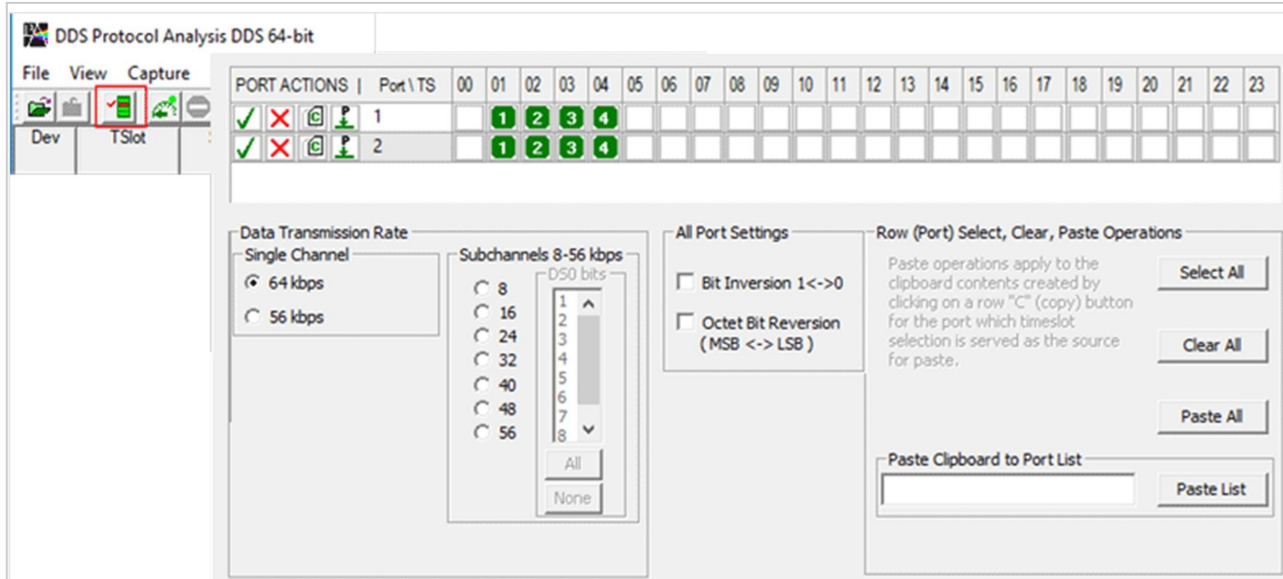 DDS Protocol Analysis DDS 64-bit
File View Capture
Dev TSlot
PORT ACTIONS | Port \ TS 00 01 02 03 04 05 06 07 08 09 10 11 12 13 14 15 16 17 18 19 20 21 22 23
C P 1 1 2 3 4
C P 2 1 2 3 4
Data Transmission Rate
Single Channel
64 kbps
56 kbps
Subchannels 8-56 kbps
8
16
24
32
40
48
56
DS0 bits
1
2
3
4
5
6
7
8
All
None
All Port Settings
Bit Inversion 1<->0
Octet Bit Reversion
( MSB <-> LSB )
Row (Port) Select, Clear, Paste Operations
Paste operations apply to the
clipboard contents created by
clicking on a row "C" (copy) button
for the port which timeslot
selection is served as the source
for paste.
Select All
Clear All
Paste All
Paste Clipboard to Port List
Paste List